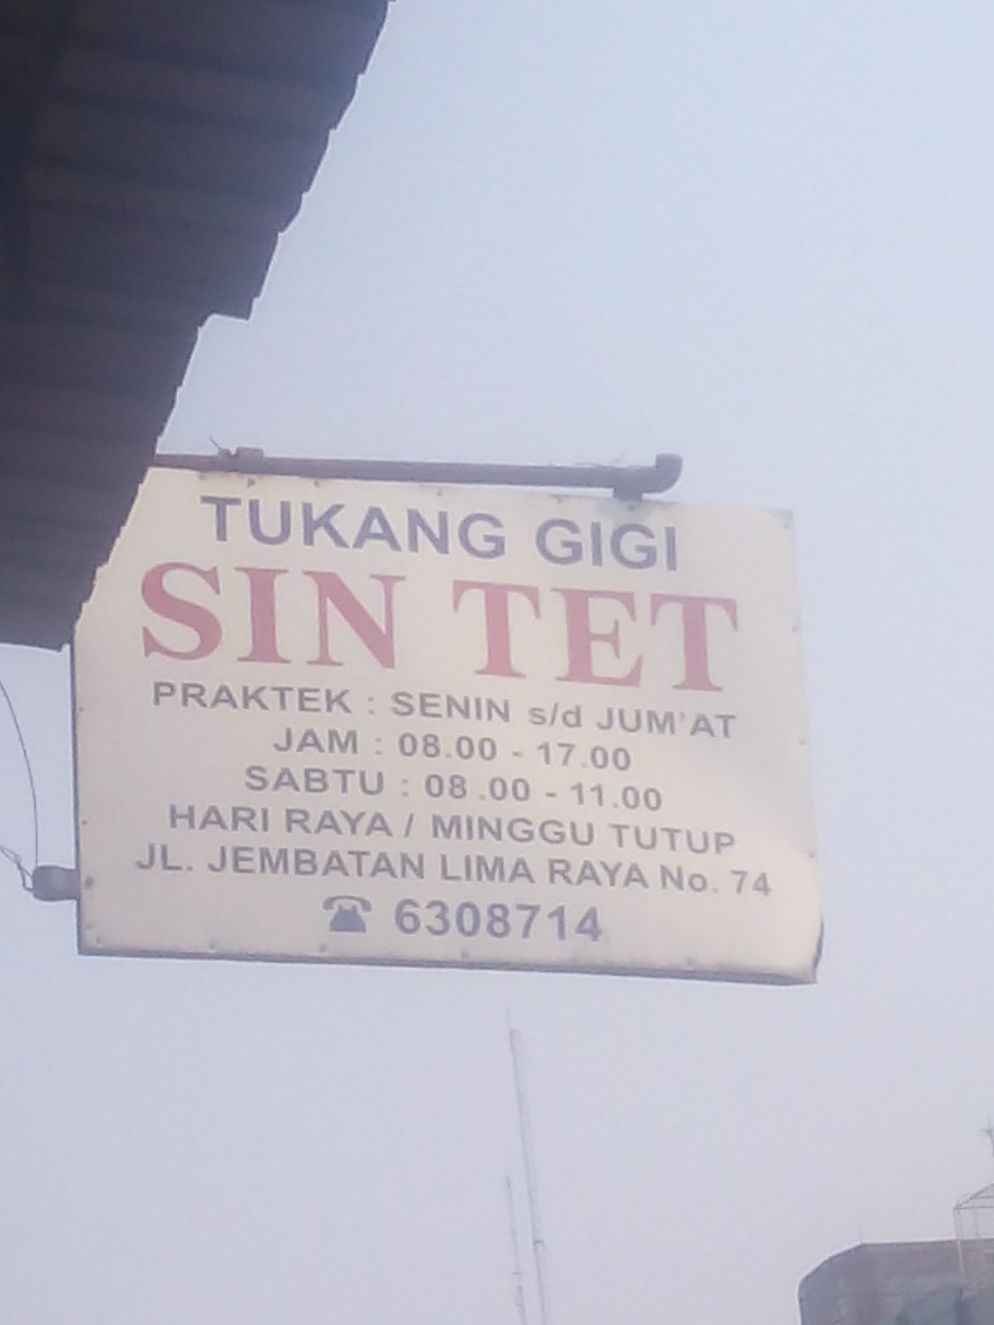 TUKANG GIGI
SIN TET
PRAKTEK : SENIN s/d JUM'AT
JAM : 08.00 - 17.00
SABTU : 08 .00 - 11.00
HARI RAYA / MINGGU TUTUP
JL. JEMBATAN LIMA RAYA No. 74
☎ 6308714